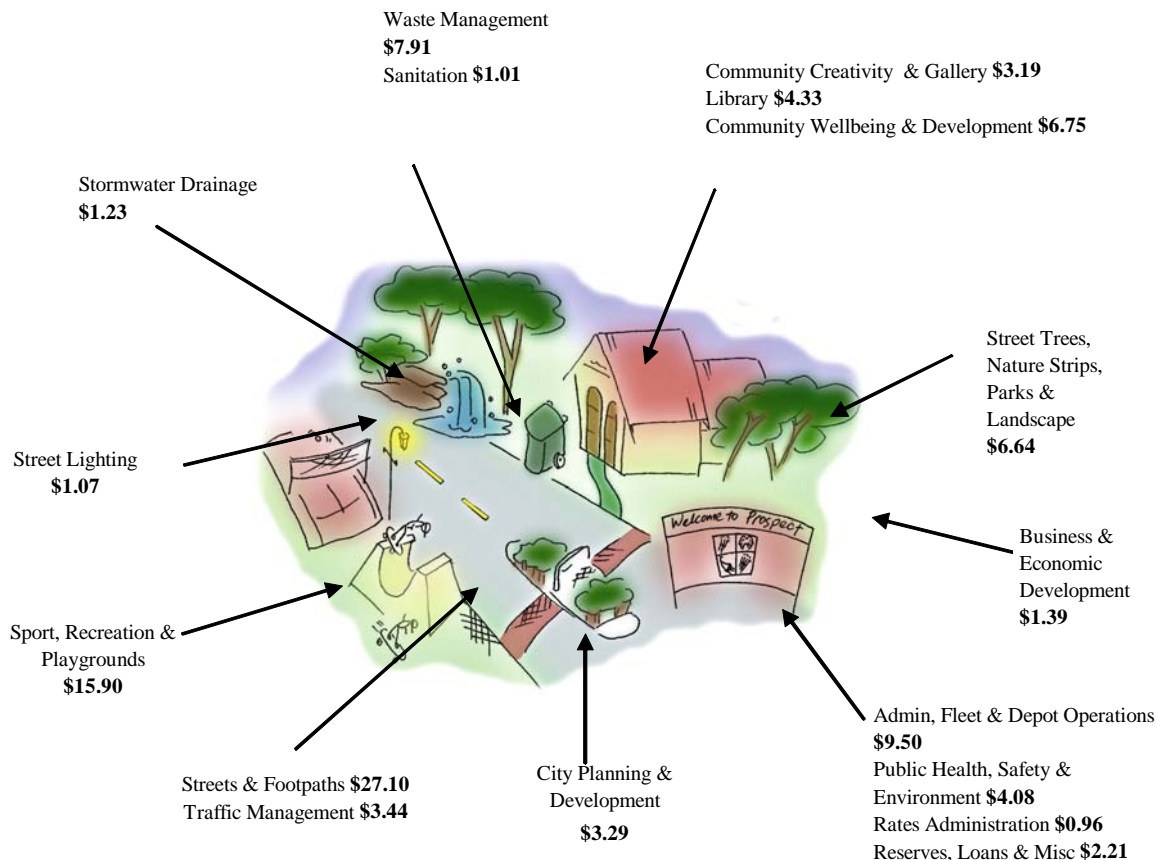 Waste Management
$7.91
Sanitation $1.01
Community Creativity & Gallery $3.19
Library $4.33
Community Wellbeing & Development $6.75
Stormwater Drainage
$1.23
Street Trees,
Nature Strips,
Parks &
Landscape
$6.64
Street Lighting
$1.07
Welcome to Prospect
Business &
Economic
Development
$1.39
Sport, Recreation &
Playgrounds
$15.90
Streets & Footpaths $27.10
Traffic Management $3.44
City Planning &
Development
$3.29
Admin, Fleet & Depot Operations
$9.50
Public Health, Safety &
Environment $4.08
Rates Administration $0.96
Reserves, Loans & Misc $2.21